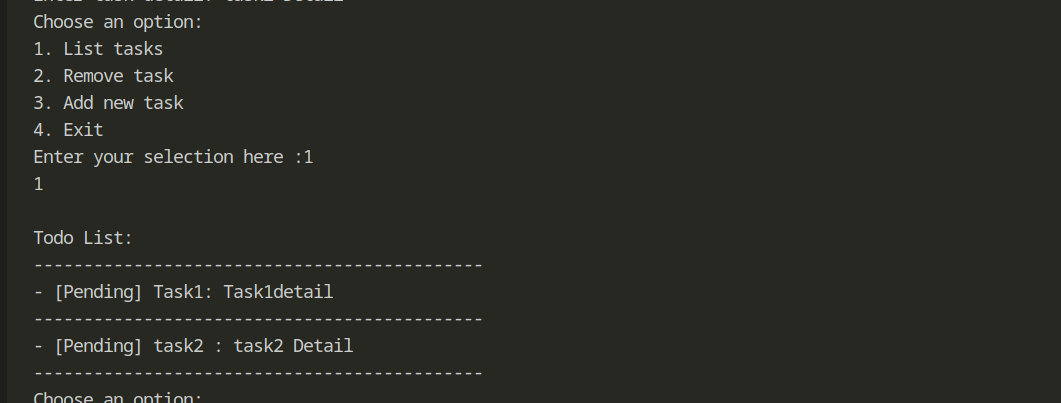 Choose an option:
1. List tasks
2. Remove task
3. Add new task
4. Exit
Enter your selection here :1
1
Todo List:
---------------------------------------------
- [Pending] Task1: Task1detail
---------------------------------------------
- [Pending] task2 : task2 Detail
---------------------------------------------
Choose an option: